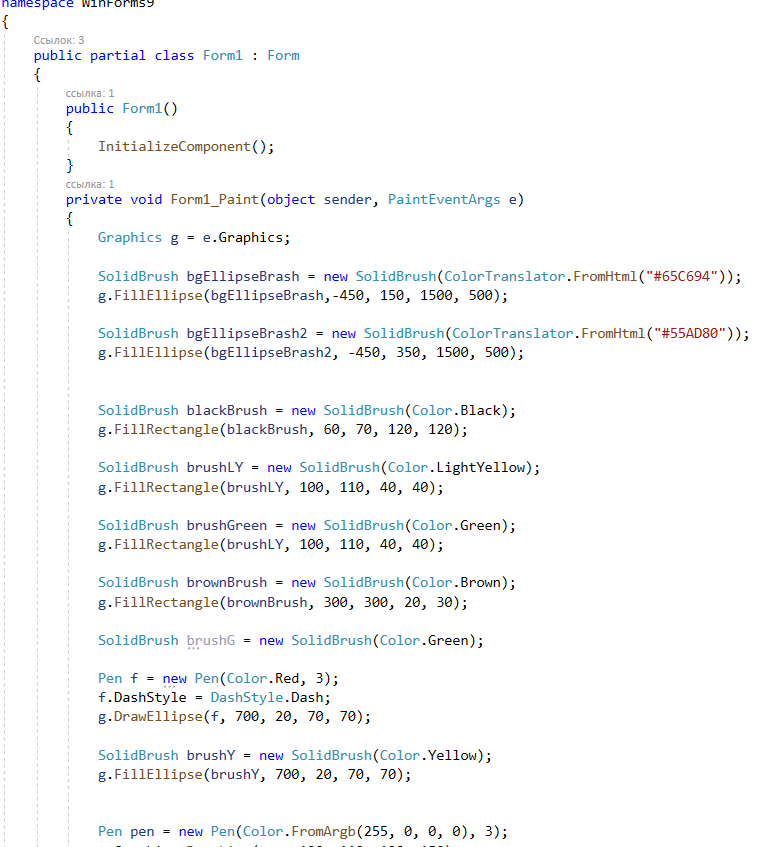 namespace WinForms9
{
Ссылок: 3
public partial class Form1 : Form
{
ссылка: 1
public Form1()
{
InitializeComponent();
}
ссылка: 1
private void Form1_Paint(object sender, PaintEventArgs e)
{
Graphics g = e.Graphics;
SolidBrush bgEllipseBrash = new SolidBrush(ColorTranslator.FromHtml("#65C694"));
g.FillEllipse(bgEllipseBrash,-450, 150, 1500, 500);
SolidBrush bgEllipseBrash2 = new SolidBrush(ColorTranslator.FromHtml("#55AD80"));
g.FillEllipse(bgEllipseBrash2, -450, 350, 1500, 500);
SolidBrush blackBrush = new SolidBrush(Color.Black);
g.FillRectangle(blackBrush, 60, 70, 120, 120);
SolidBrush brushLY = new SolidBrush(Color.LightYellow);
g.FillRectangle(brushLY, 100, 110, 40, 40);
SolidBrush brushGreen = new SolidBrush(Color.Green);
g.FillRectangle(brushLY, 100, 110, 40, 40);
SolidBrush brownBrush = new SolidBrush(Color.Brown);
g.FillRectangle(brownBrush, 300, 300, 20, 30);
SolidBrush brushG = new SolidBrush(Color.Green);
Pen f = new Pen(Color.Red, 3);
f.DashStyle = DashStyle.Dash;
g.DrawEllipse(f, 700, 20, 70, 70);
SolidBrush brushY = new SolidBrush(Color.Yellow);
g.FillEllipse(brushY, 700, 20, 70, 70);
Pen pen = new Pen(Color.FromArgb(255, 0, 0, 0), 3);